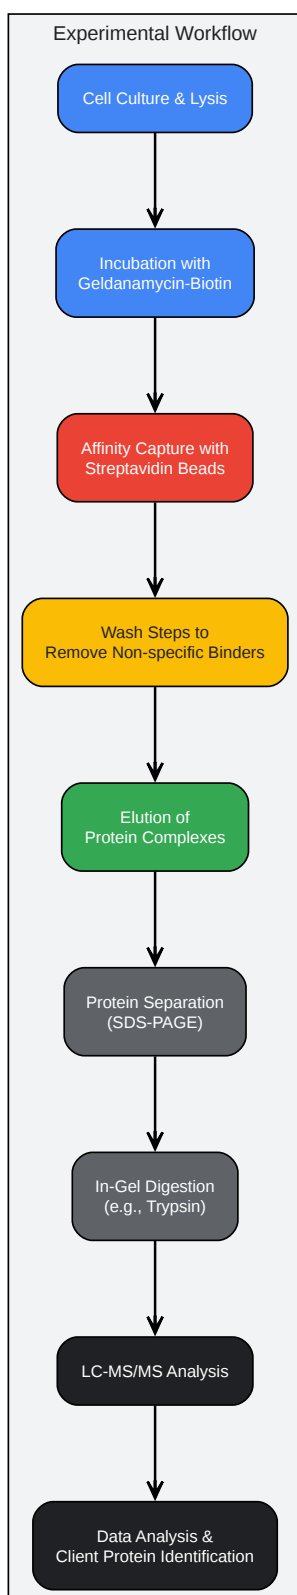 Experimental Workflow
Cell Culture & Lysis
Incubation with
Geldanamycin-Biotin
Affinity Capture with
Streptavidin Beads
Wash Steps to
Remove Non-specific Binders
Elution of
Protein Complexes
Protein Separation
(SDS-PAGE)
In-Gel Digestion
(e.g., Trypsin)
LC-MS/MS Analysis
Data Analysis &
Client Protein Identification